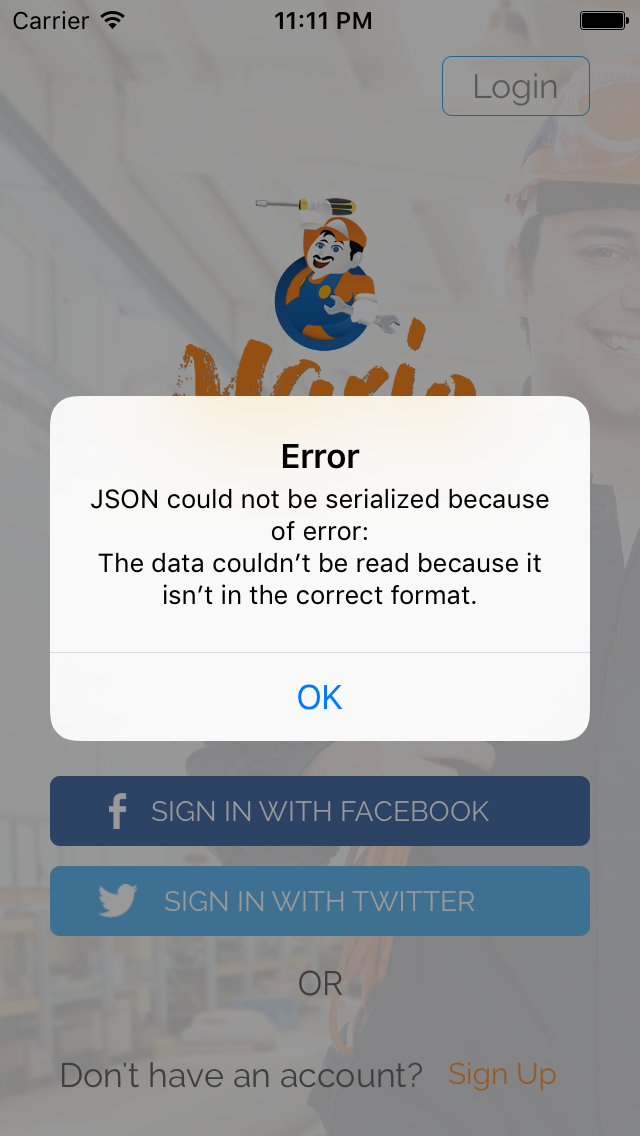 Carrier 11:11 PM
Login
Error
JSON could not be serialized because
of error:
The data couldn’t be read because it
isn’t in the correct format.
OK
f SIGN IN WITH FACEBOOK
SIGN IN WITH TWITTER
OR
Don't have an account? Sign Up